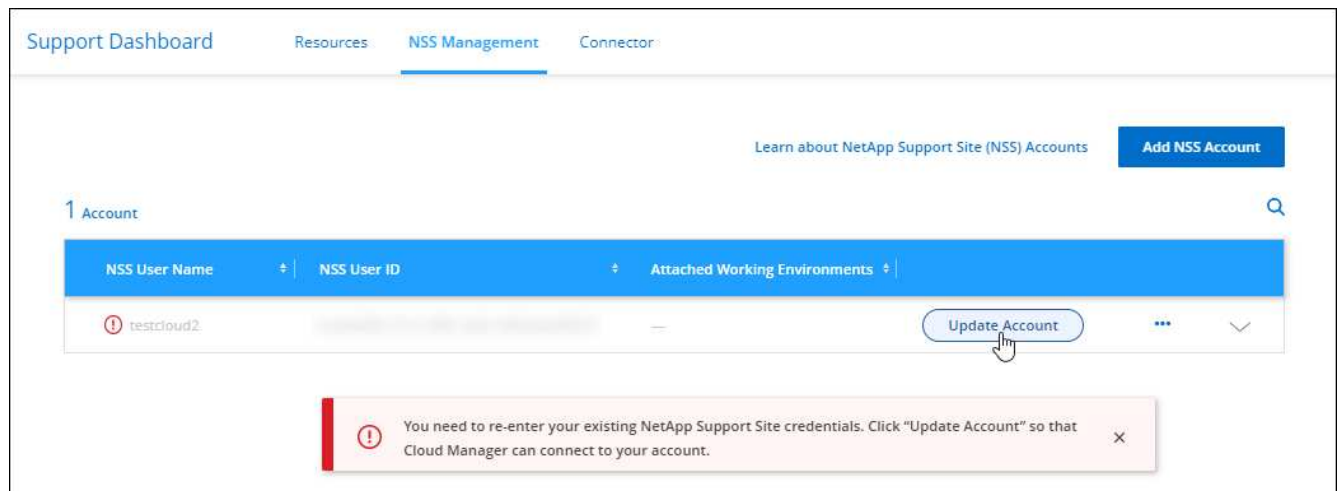 Support Dashboard Resources NSS Management Connector
Learn about NetApp Support Site (NSS) Accounts Add NSS Account
1 Account
NSS User Name NSS User ID Attached Working Environments
testcloud2 — Update Account
You need to re-enter your existing NetApp Support Site credentials. Click “Update Account” so that
Cloud Manager can connect to your account.